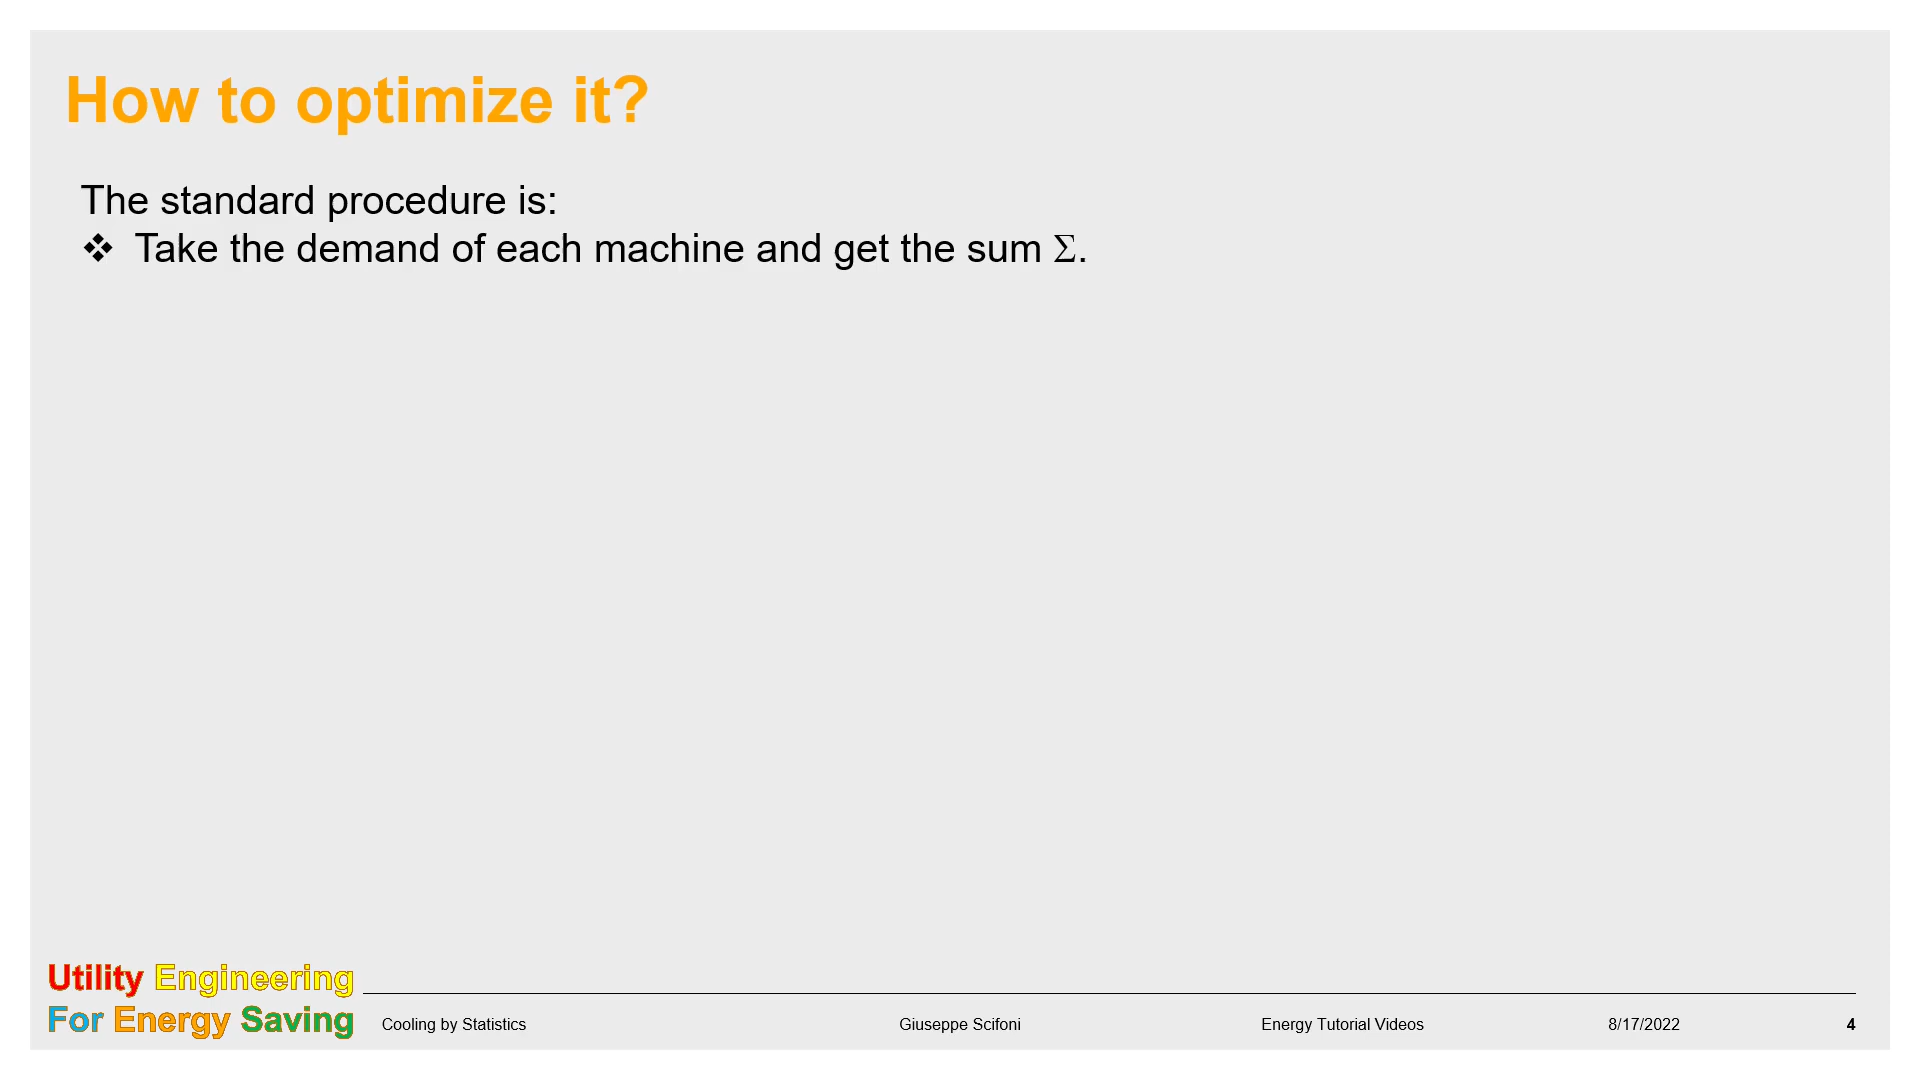 How to optimize it?
The standard procedure is:
❖ Take the demand of each machine and get the sum Σ.
Utility Engineering
For Energy Saving
Cooling by Statistics
Giuseppe Scifoni
Energy Tutorial Videos
8/17/2022
4